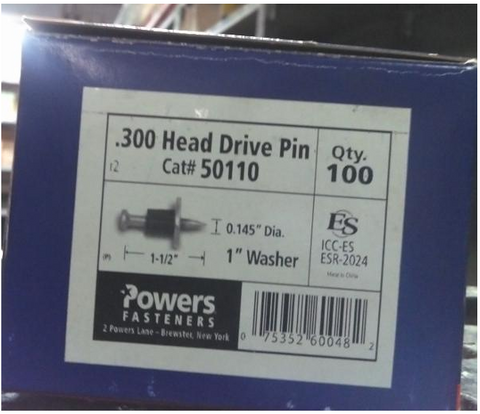 .300 Head Drive Pin
Cat# 50110
Qty.
100
r2
0.145" Dia.
1-1/2"
1" Washer
(P)
ES
ICC-ES
ESR-2024
Made in China
Powers
FASTENERS
2 Powers Lane - Brewster, New York
0 75352 60048 2